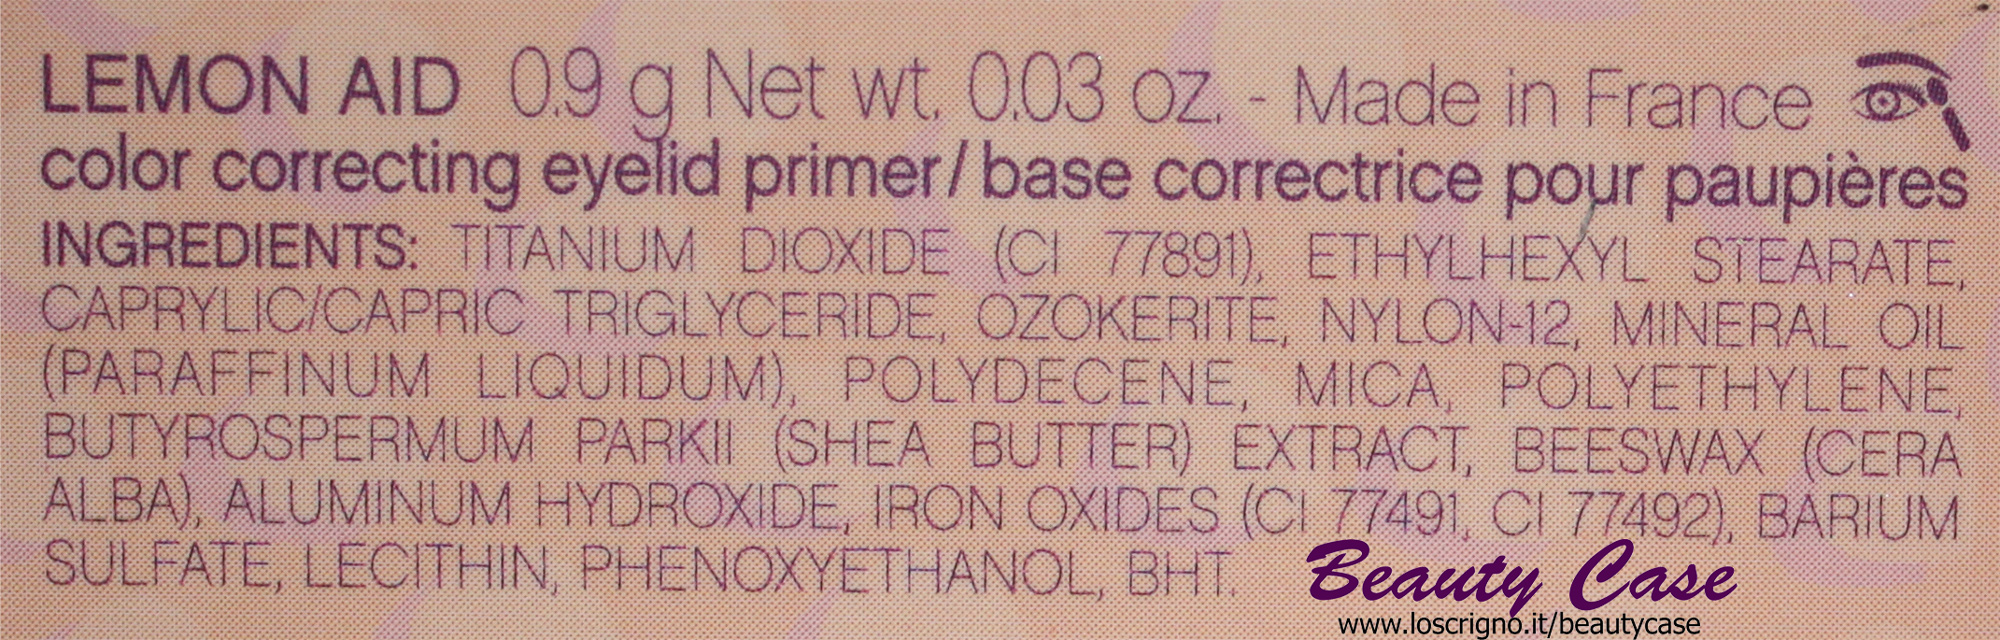 LEMON AID 0.9 g Net wt. 0.03 oz. - Made in France
color correcting eyelid primer/base correctrice pour paupières
INGREDIENTS: TITANIUM DIOXIDE (CI 77891), ETHYLHEXYL STEARATE,
CAPRYLIC/CAPRIC TRIGLYCERIDE, OZOKERITE, NYLON-12, MINERAL OIL
(PARAFFINUM LIQUIDUM), POLYDECENE, MICA, POLYETHYLENE,
BUTYROSPERMUM PARKII (SHEA BUTTER) EXTRACT, BEESWAX (CERA
ALBA), ALUMINUM HYDROXIDE, IRON OXIDES (CI 77491, CI 77492), BARIUM
SULFATE, LECITHIN, PHENOXYETHANOL, BHT.
Beauty Case
www.loscrigno.it/beautycase